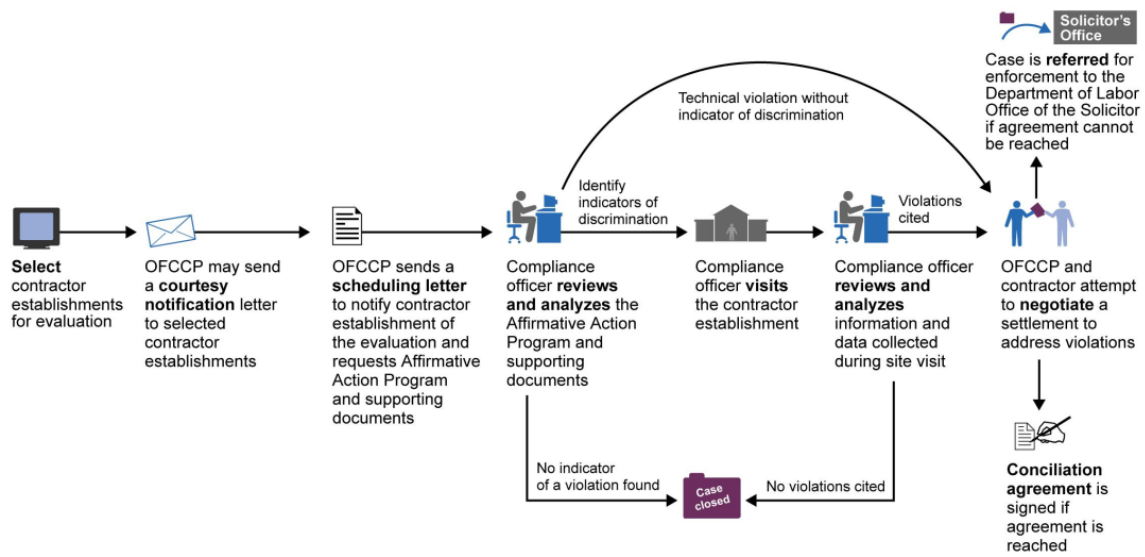 Solicitor's
Office
Case is referred for
enforcement to the
Department of Labor
Office of the Solicitor
if agreement cannot
be reached
Technical violation without
indicator of discrimination
Identify
indicators of
discrimination
Violations
cited
Select
contractor
establishments
for evaluation
OFCCP may send
a courtesy
notification letter
to selected
contractor
establishments
OFCCP sends a
scheduling letter
to notify contractor
establishment of
the evaluation and
requests Affirmative
Action Program
and supporting
documents
Compliance
officer reviews
and analyzes the
Affirmative Action
Program and
supporting
documents
Compliance
officer visits
the contractor
establishment
Compliance officer
reviews and
analyzes
information and
data collected
during site visit
OFCCP and
contractor attempt
to negotiate a
settlement to
address violations
No indicator
of a violation found
Case
closed
No violations cited
Conciliation
agreement is
signed if
agreement is
reached